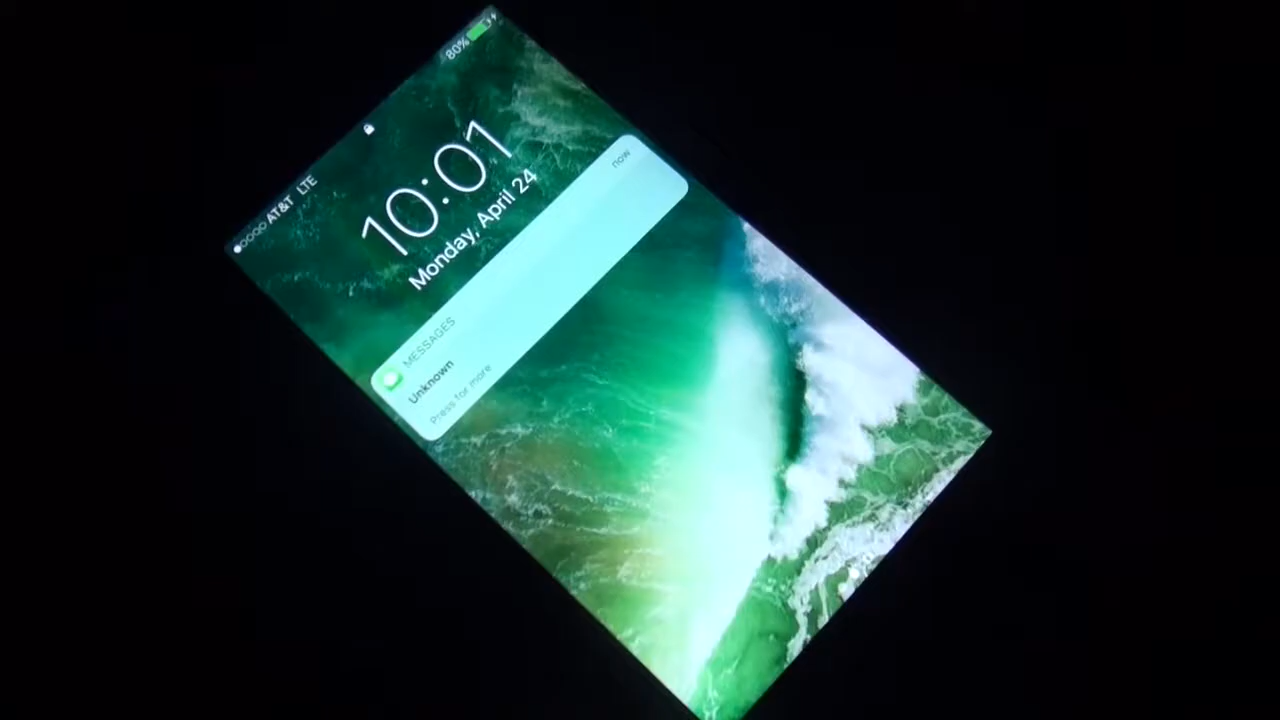 AT&T LTE
80%
10:01
Monday, April 24
MESSAGES
now
Unknown
Press for more